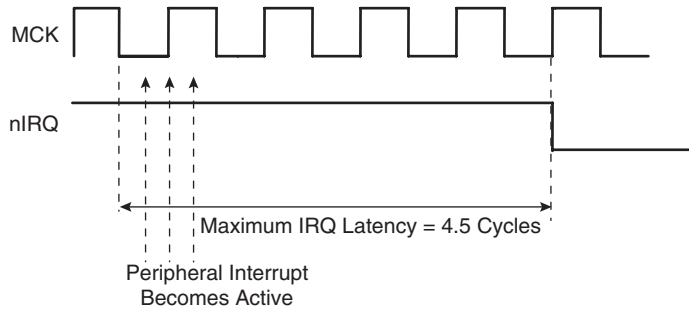 MCK
nIRQ
Maximum IRQ Latency = 4.5 Cycles
Peripheral Interrupt
Becomes Active